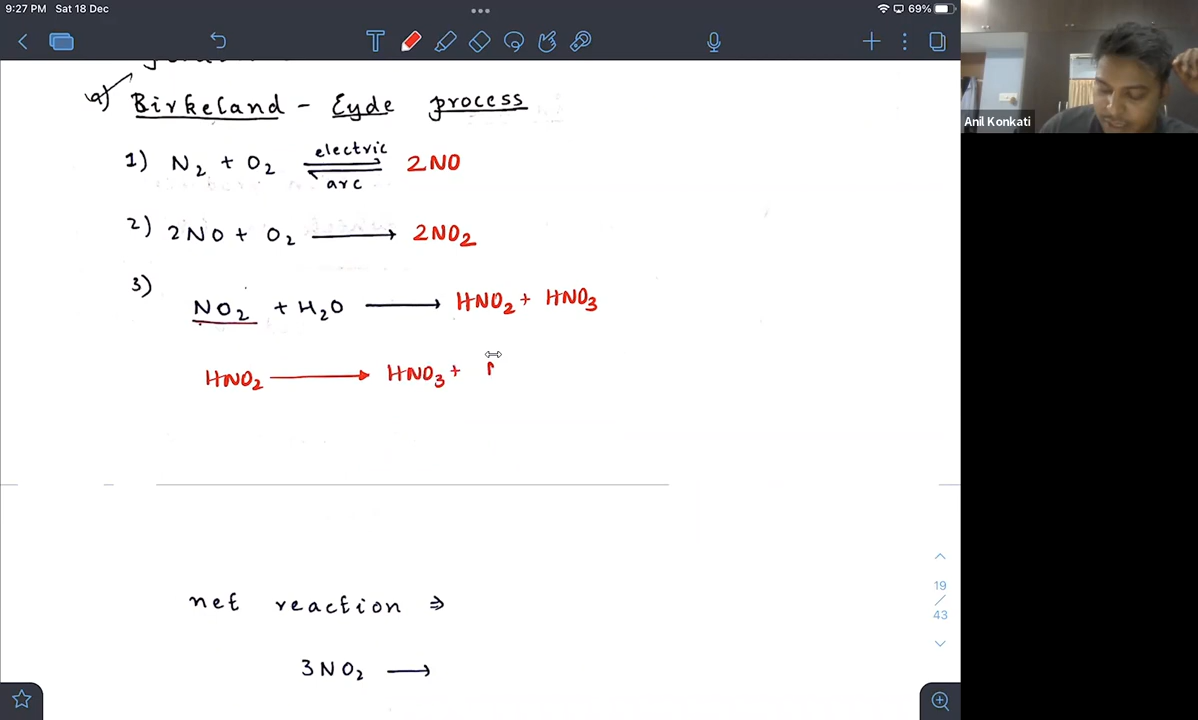 9:27 PM Sat 18 Dec
69%
a) Birkeland - Eyde process
1) N2 + O2 electric arc 2NO
2) 2NO + O2 → 2NO2
3)
NO2 + H2O → HNO2 + HNO3
HNO2 → HNO3 +
net reaction ⇒
3NO2 →
Anil Konkati
19
/
43